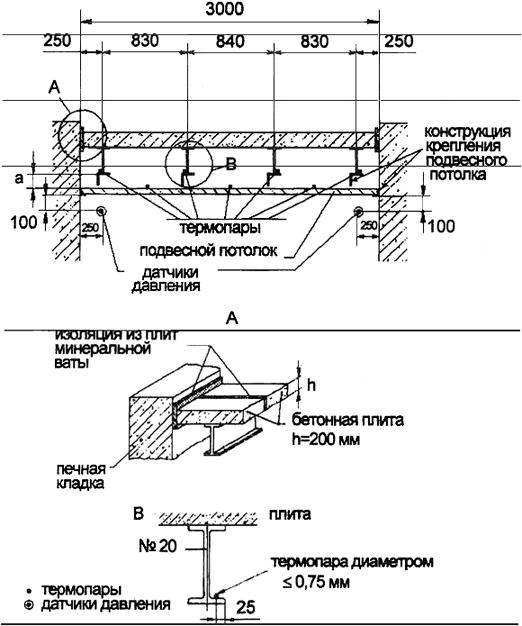 3000
250 830 840 830 250
A
B
конструкция
крепления
подвесного
потолка
a
100
250
термопары
подвесной потолок
датчики
давления
250
100
A
изоляция из плит
минеральной
ваты
h
бетонная плита
h=200 мм
печная
кладка
B плита
№20
термопара диаметром
≤ 0,75 мм
25
термопары
датчики давления